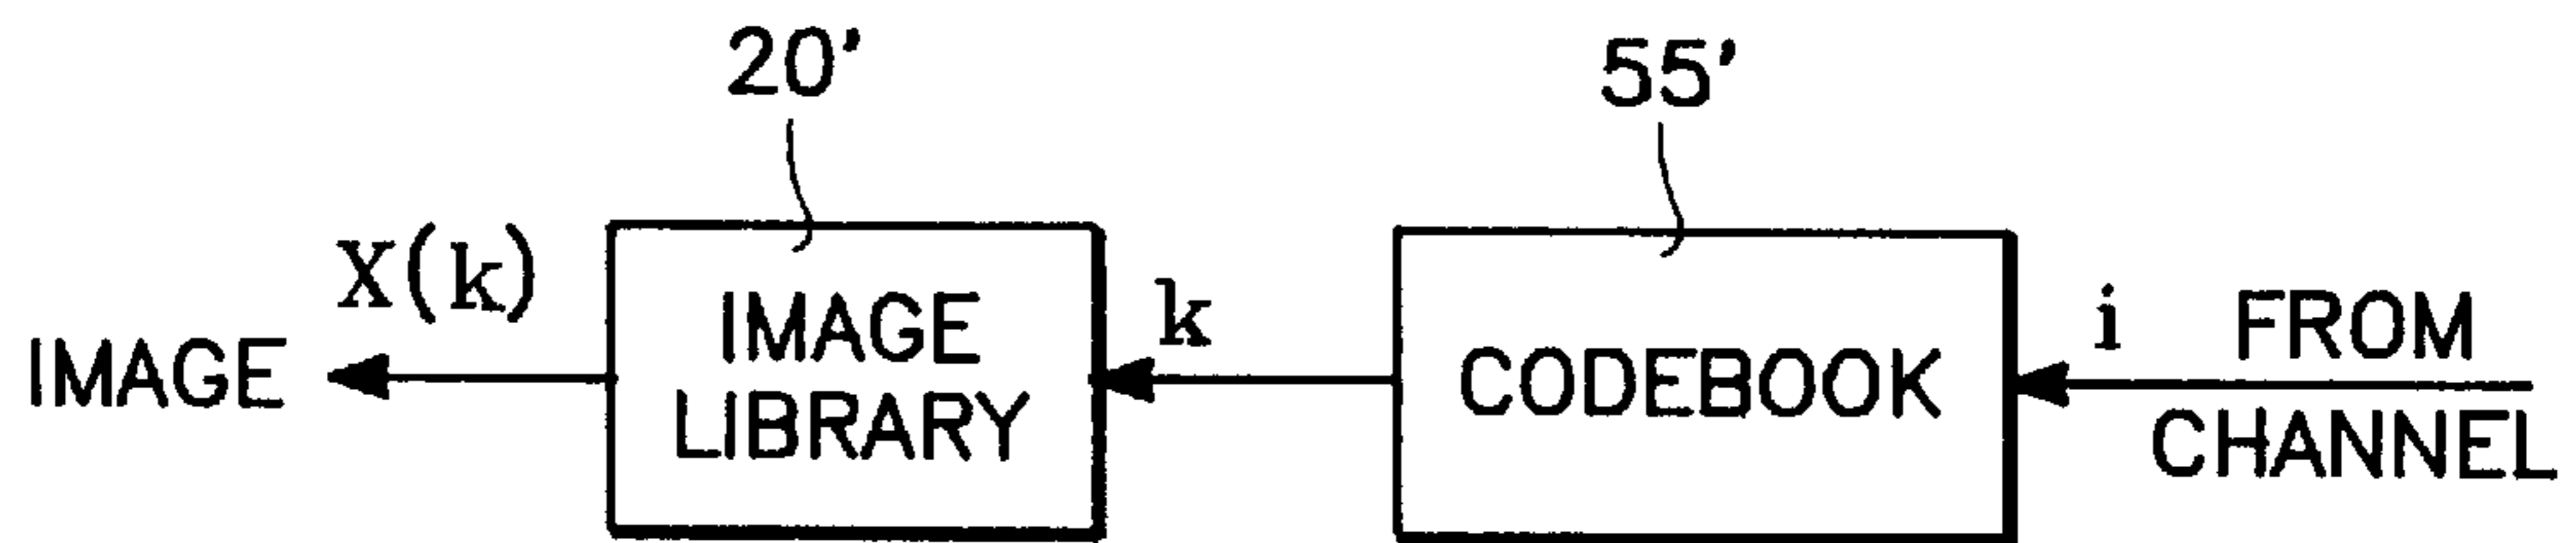 20'
55'
IMAGE
X(k)
IMAGE
LIBRARY
k
CODEBOOK
i
FROM
CHANNEL